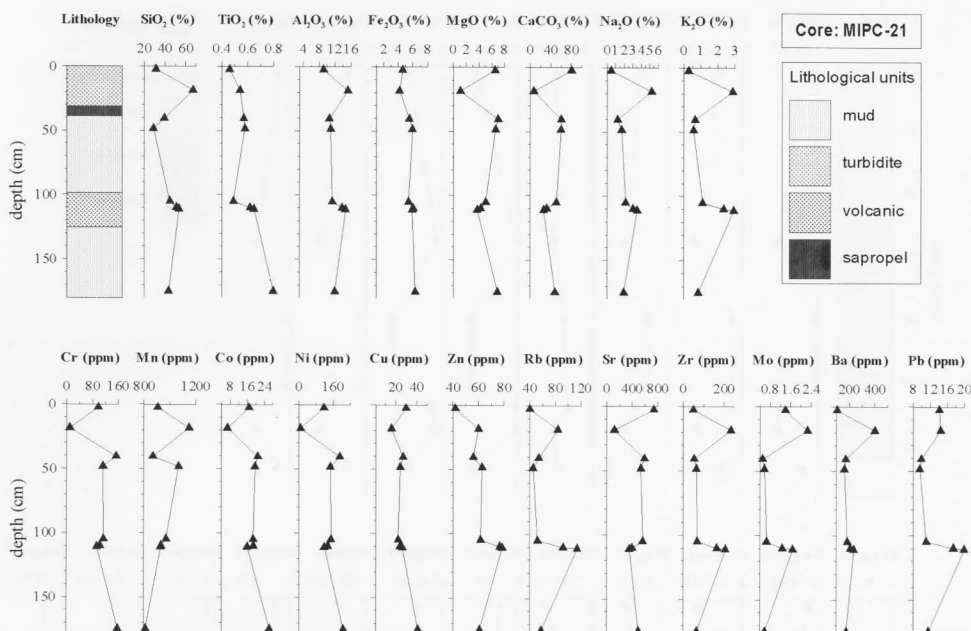 Lithology SiO₂ (%) TiO₂ (%) Al₂O₃ (%) Fe₂O₃ (%) MgO (%) CaCO₃ (%) Na₂O (%) K₂O (%)
20 40 60 0.4 0.6 0.8 4 8 12 16 2 4 6 8 0 2 4 6 8 0 40 80 0 1 2 3 4 5 6 0 1 2 3
Core: MIPC-21
Lithological units
mud
turbidite
volcanic
sapropel
0
50
100
150
depth (cm)
Cr (ppm) Mn (ppm) Co (ppm) Ni (ppm) Cu (ppm) Zn (ppm) Rb (ppm) Sr (ppm) Zr (ppm) Mo (ppm) Ba (ppm) Pb (ppm)
0 80 160 800 1200 8 16 24 0 160 20 40 40 60 80 40 80 120 0 400 800 0 200 0.8 1.6 2.4 200 400 8 12 16 20
0
50
100
150
depth (cm)